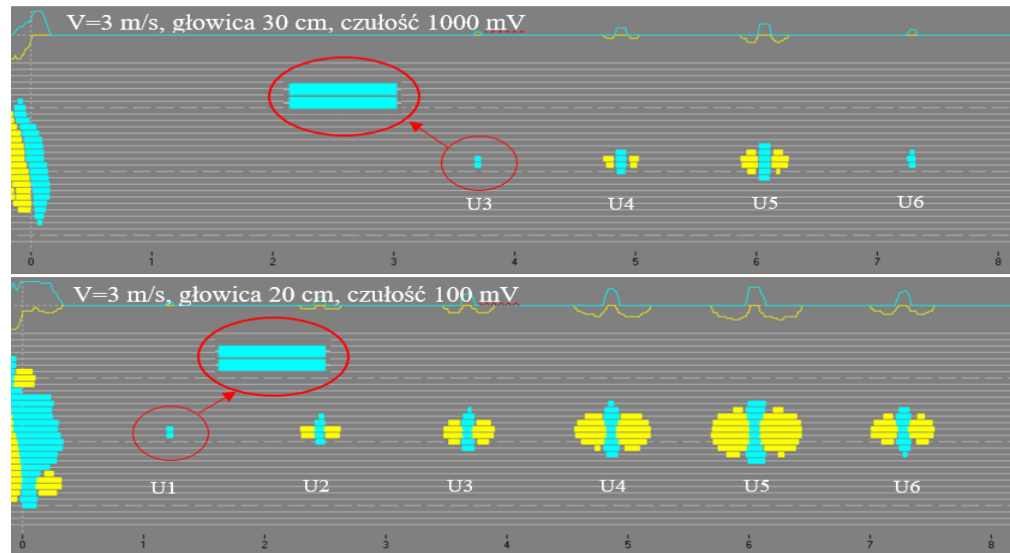 V=3 m/s, głowica 30 cm, czułość 1000 mV
U3 U4 U5 U6
0 1 2 3 4 5 6 7 8
V=3 m/s, głowica 20 cm, czułość 100 mV
U1 U2 U3 U4 U5 U6
0 1 2 3 4 5 6 7 8